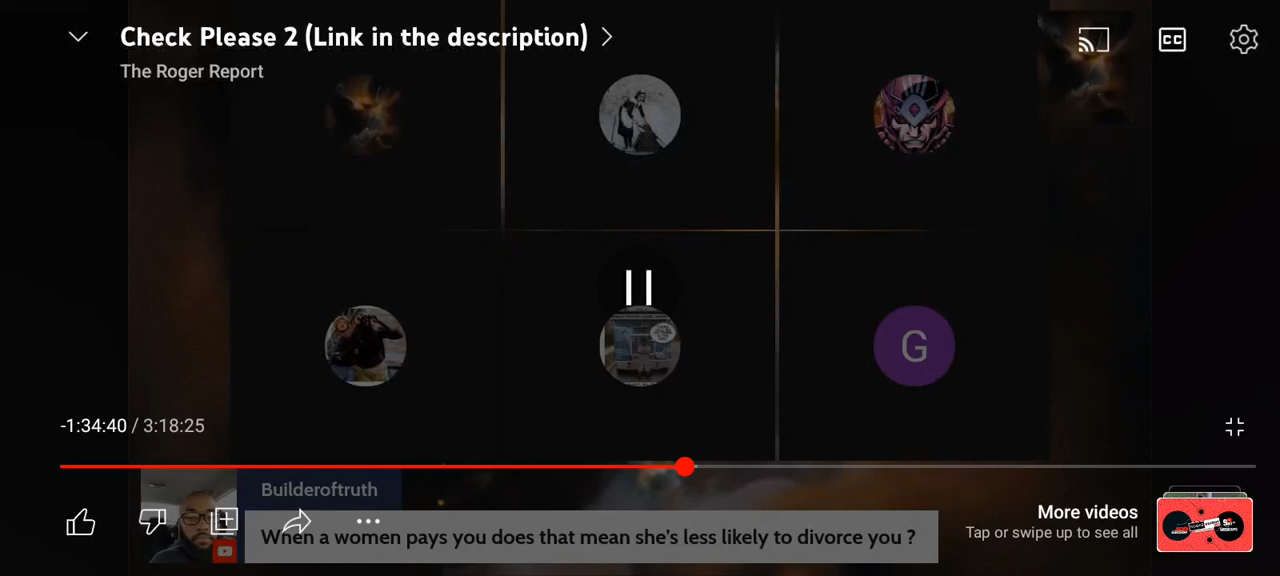 Check Please 2 (Link in the description)
The Roger Report
CC
G
-1:34:40 / 3:18:25
Builderoftruth
When a women pays you does that mean she's less likely to divorce you ?
More videos
Tap or swipe up to see all